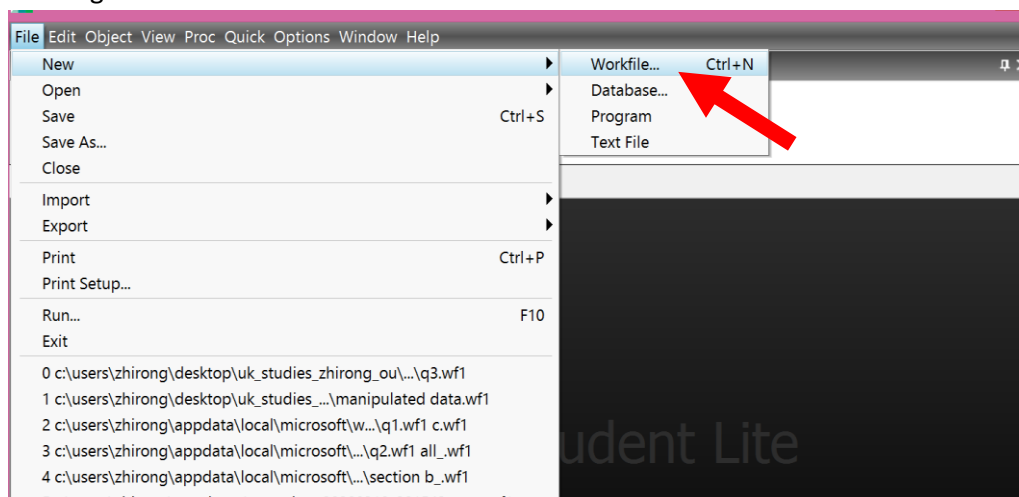 File Edit Object View Proc Quick Options Window Help
New
Workfile... Ctrl+N
Open
Database...
Save Ctrl+S
Program
Save As...
Text File
Close
Import
Export
Print Ctrl+P
Print Setup...
Run... F10
Exit
0 c:\users\zhirong\desktop\uk_studies_zhirong_ou\...\q3.wf1
1 c:\users\zhirong\desktop\uk_studies_...\manipulated data.wf1
2 c:\users\zhirong\appdata\local\microsoft\w...\q1.wf1 c.wf1
3 c:\users\zhirong\appdata\local\microsoft\...\q2.wf1 all_.wf1
4 c:\users\zhirong\appdata\local\microsoft\...\section b_.wf1
udent Lite